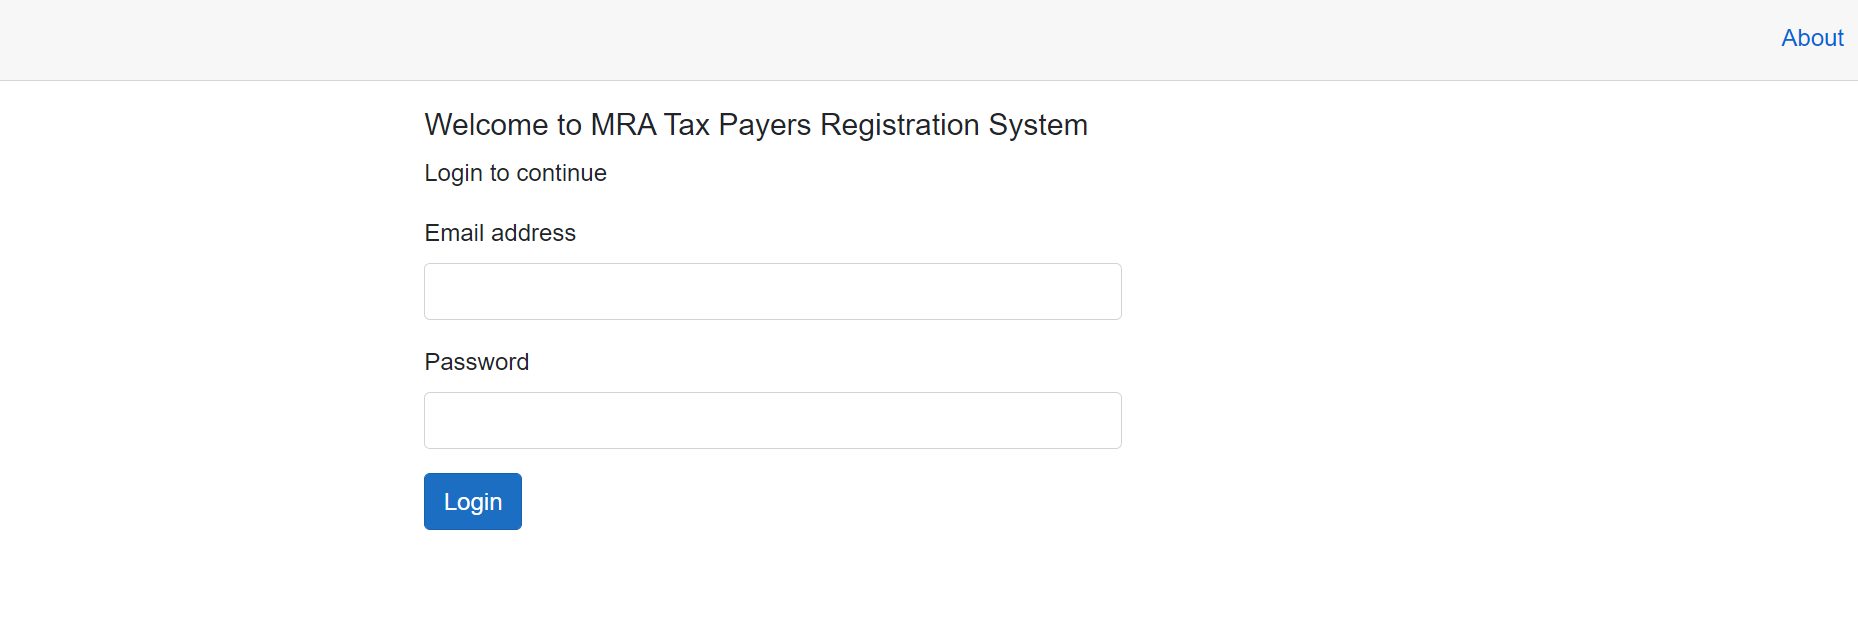 About
Welcome to MRA Tax Payers Registration System
Login to continue
Email address
Password
Login